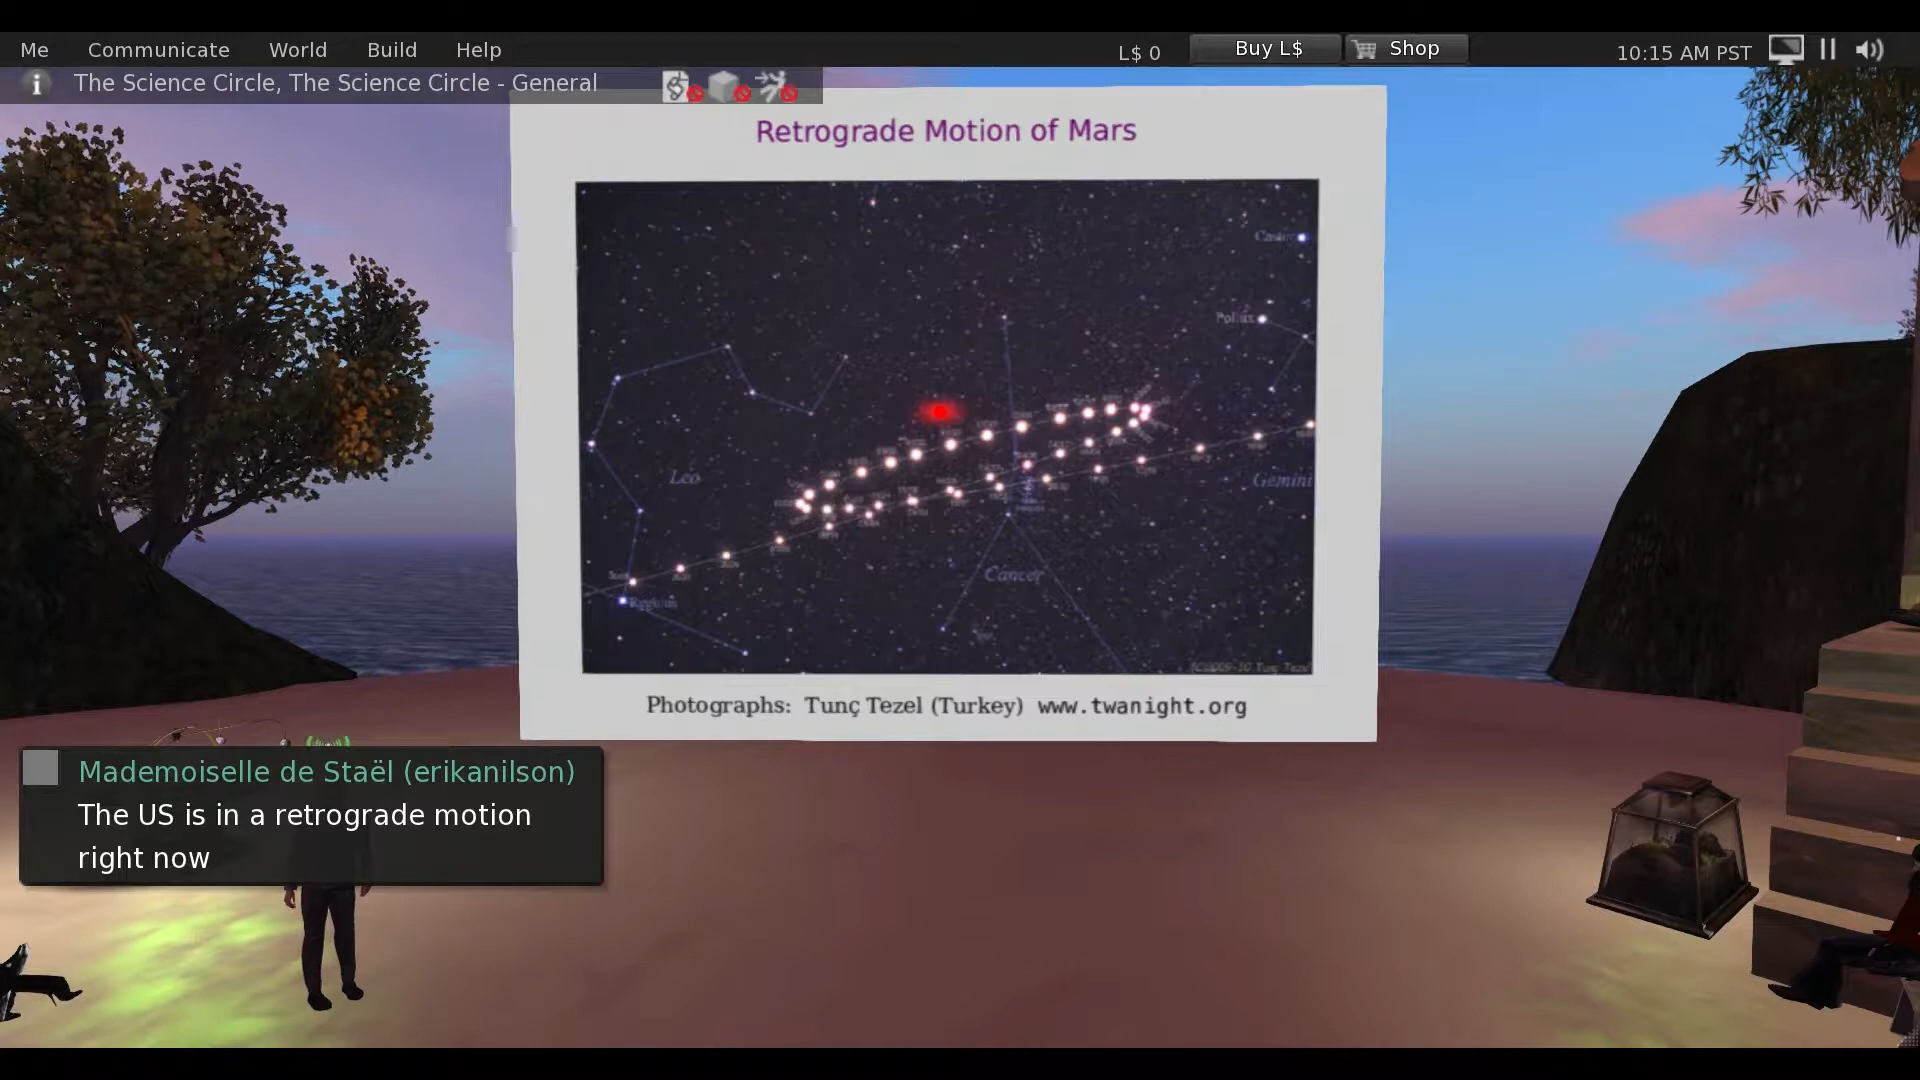 Me Communicate World Build Help L$ 0 Buy L$ Shop 10:15 AM PST
The Science Circle, The Science Circle - General
Retrograde Motion of Mars
Castor
Pollux
Leo
Gemini
Cancer
Regulus
Photographs: Tunç Tezel (Turkey) www.twanight.org
Mademoiselle de Staël (erikanilson)
The US is in a retrograde motion
right now